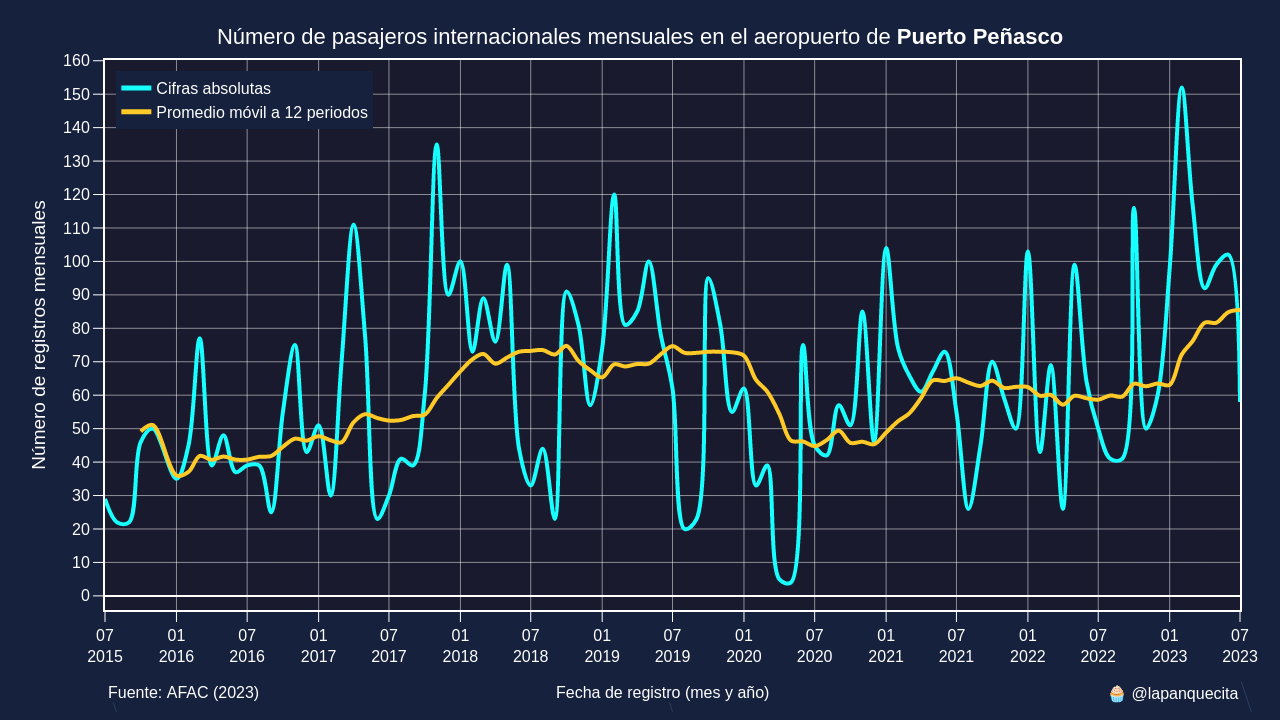 Número de pasajeros internacionales mensuales en el aeropuerto de Puerto Peñasco
Cifras absolutas
Promedio móvil a 12 periodos
Número de registros mensuales
160
150
140
130
120
110
100
90
80
70
60
50
40
30
20
10
0
07 01 07 01 07 01 07 01 07 01 07 01 07 01 07 01 07
2015 2016 2016 2017 2017 2018 2018 2019 2019 2020 2020 2021 2021 2022 2022 2023 2023
Fuente: AFAC (2023) Fecha de registro (mes y año) 🧁 @lapanquecita